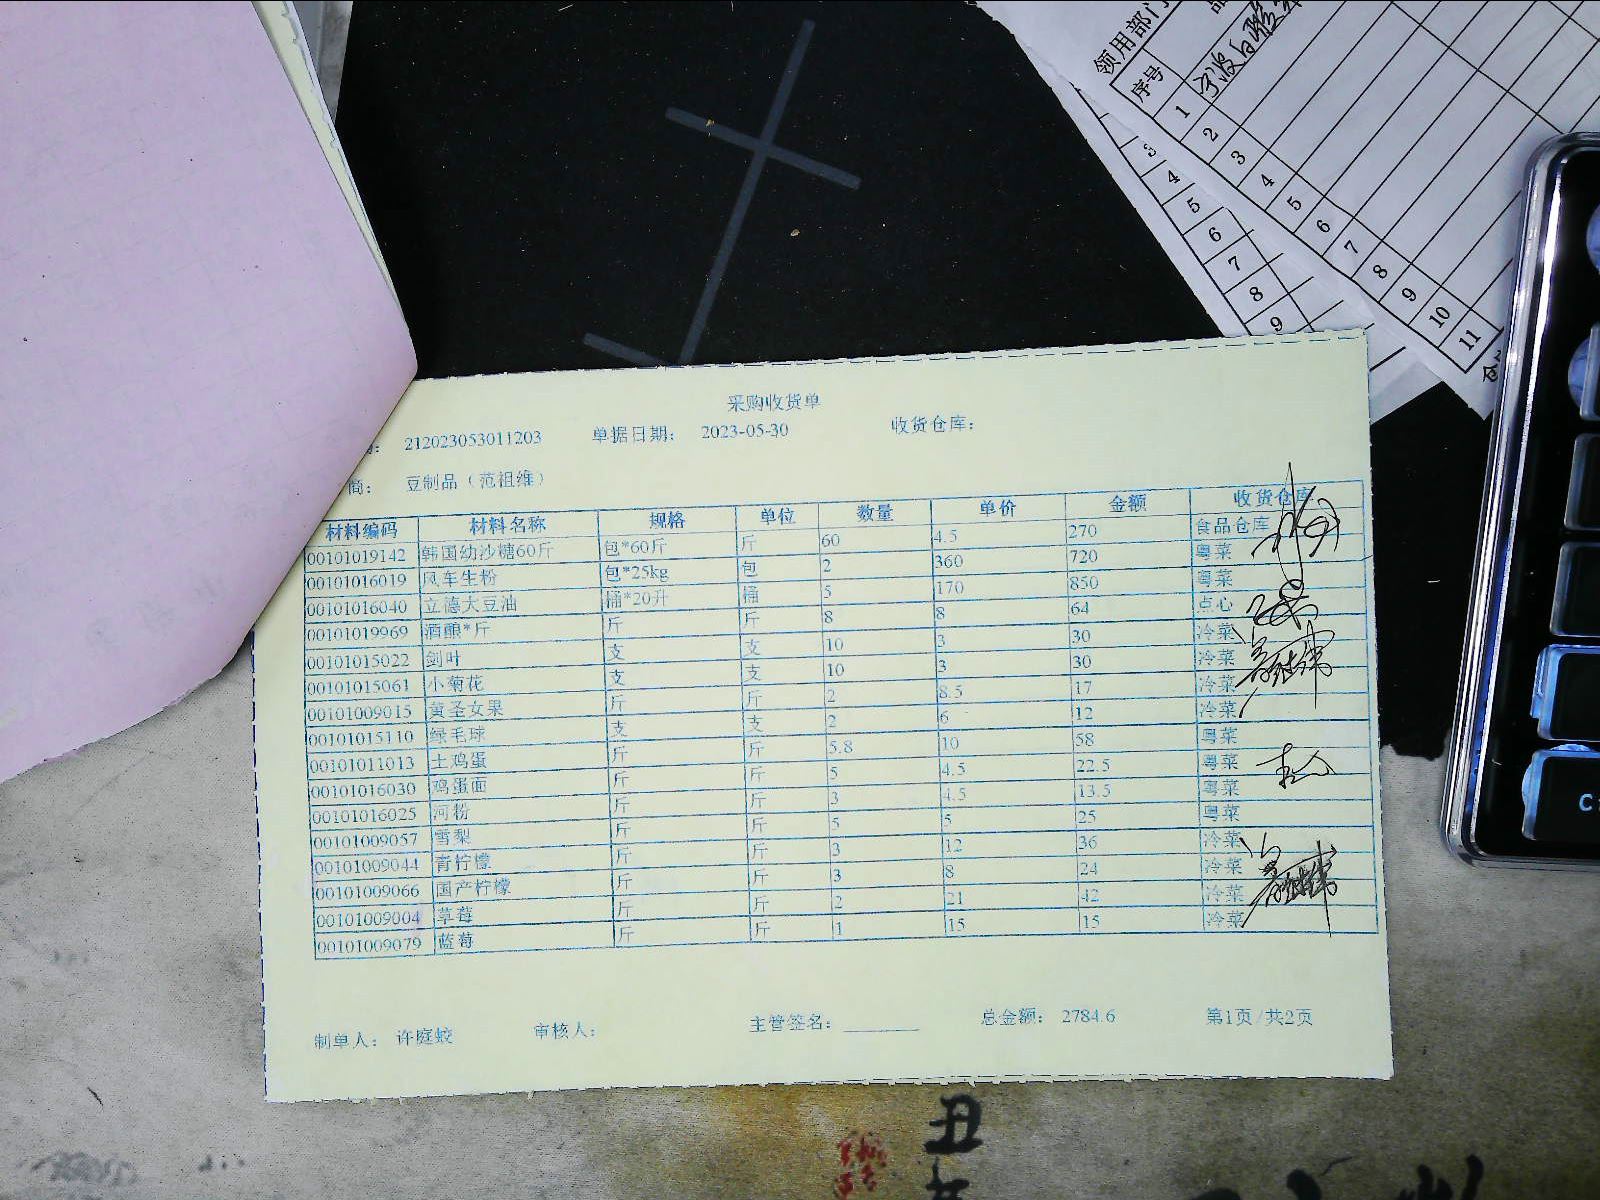 领用部门
序号
1
2
3
4
5
6
7
8
9
10
11
3
4
5
6
7
8
9
采购收货单
212023053011203 单据日期： 2023-05-30 收货仓库：
商： 豆制品（范祖维）
材料编码 材料名称 规格 单位 数量 单价 金额 收货仓库
00101019142 韩国幼沙糖60斤 包*60斤 斤 60 4.5 270 食品仓库
00101016019 风车生粉 包*25kg 包 2 360 720 粤菜
00101016040 立德大豆油 桶*20升 桶 5 170 850 粤菜
00101019969 酒酿*斤 斤 斤 8 8 64 点心
00101015022 剑叶 支 支 10 3 30 冷菜
00101015061 小菊花 支 支 10 3 30 冷菜
00101009015 黄圣女果 斤 斤 2 8.5 17 冷菜
00101015110 绿毛球 支 支 2 6 12 冷菜
00101011013 土鸡蛋 斤 斤 5.8 10 58 粤菜
00101016030 鸡蛋面 斤 斤 5 4.5 22.5 粤菜
00101016025 河粉 斤 斤 3 4.5 13.5 粤菜
00101009057 雪梨 斤 斤 5 5 25 粤菜
00101009044 青柠檬 斤 斤 3 12 36 冷菜
00101009066 国产柠檬 斤 斤 3 8 24 冷菜
00101009004 草莓 斤 斤 2 21 42 冷菜
00101009079 蓝莓 斤 斤 1 15 15 冷菜
制单人： 许庭蛟 审核人： 主管签名： 总金额： 2784.6 第1页/共2页
丑